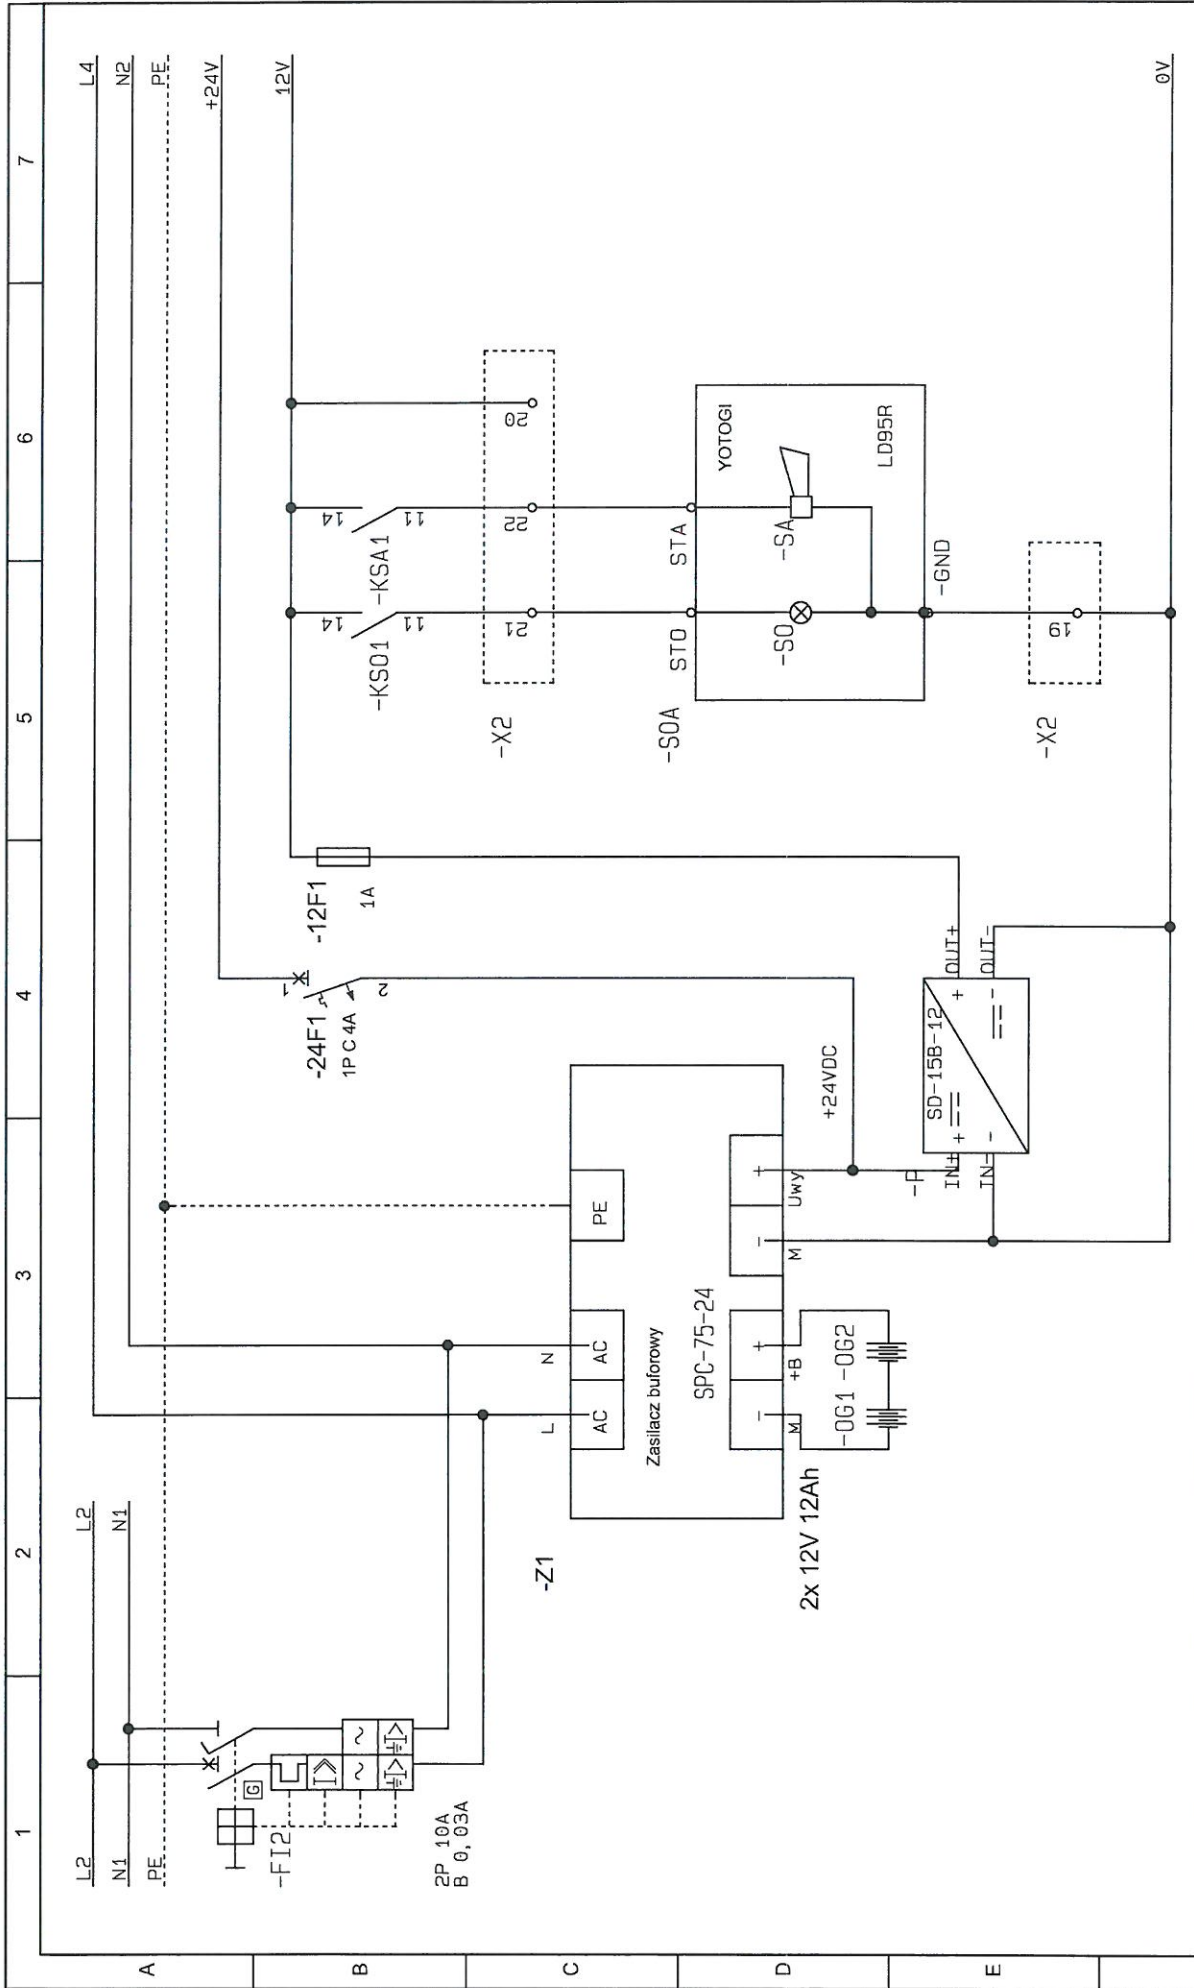 1 2 3 4 5 6 7
A
B
C
D
E
L2 L2 L4
N1 N1 N2
PE PE
+24V
12V
0V
-FI2
G
2P 10A
B 0,03A
-Z1
L N
AC AC PE
Zasilacz buforowy
SPC-75-24
- + - +
M +B M Uwy
2x 12V 12Ah
-OG1 -OG2
+24VDC
-24F1
1P C 4A
1
2
-12F1
1A
-P
IN+
IN-
+
-
SD-15B-12
+
-
OUT+
OUT-
-KSO1
14
11
-KSA1
14
11
-X2
21 22 20
-SOA
STO STA
YOTOGI
-SO -SA
LD95R
-GND
-X2
19